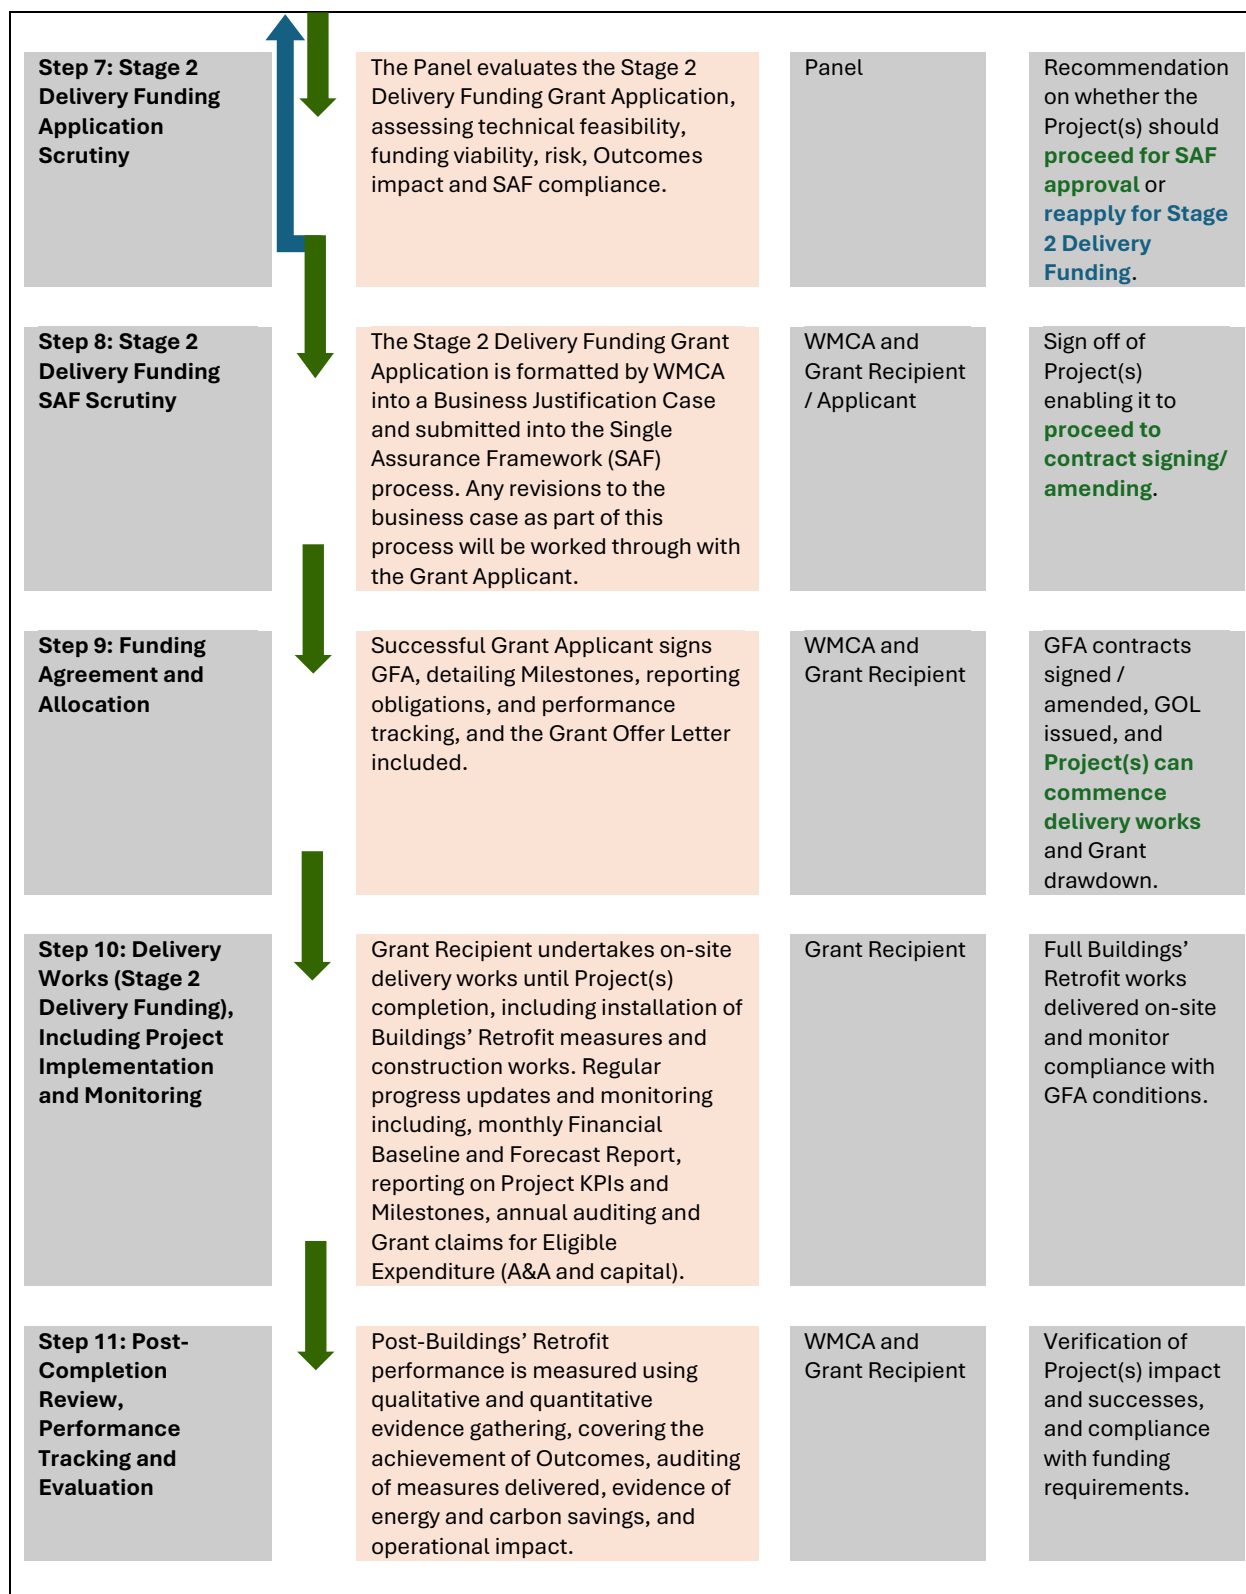 Step 7: Stage 2
Delivery Funding
Application
Scrutiny
The Panel evaluates the Stage 2
Delivery Funding Grant Application,
assessing technical feasibility,
funding viability, risk, Outcomes
impact and SAF compliance.
Panel
Recommendation
on whether the
Project(s) should
proceed for SAF
approval or
reapply for Stage
2 Delivery
Funding.
Step 8: Stage 2
Delivery Funding
SAF Scrutiny
The Stage 2 Delivery Funding Grant
Application is formatted by WMCA
into a Business Justification Case
and submitted into the Single
Assurance Framework (SAF)
process. Any revisions to the
business case as part of this
process will be worked through with
the Grant Applicant.
WMCA and
Grant Recipient
/ Applicant
Sign off of
Project(s)
enabling it to
proceed to
contract signing/
amending.
Step 9: Funding
Agreement and
Allocation
Successful Grant Applicant signs
GFA, detailing Milestones, reporting
obligations, and performance
tracking, and the Grant Offer Letter
included.
WMCA and
Grant Recipient
GFA contracts
signed /
amended, GOL
issued, and
Project(s) can
commence
delivery works
and Grant
drawdown.
Step 10: Delivery
Works (Stage 2
Delivery Funding),
Including Project
Implementation
and Monitoring
Grant Recipient undertakes on-site
delivery works until Project(s)
completion, including installation of
Buildings’ Retrofit measures and
construction works. Regular
progress updates and monitoring
including, monthly Financial
Baseline and Forecast Report,
reporting on Project KPIs and
Milestones, annual auditing and
Grant claims for Eligible
Expenditure (A&A and capital).
Grant Recipient
Full Buildings’
Retrofit works
delivered on-site
and monitor
compliance with
GFA conditions.
Step 11: Post-
Completion
Review,
Performance
Tracking and
Evaluation
Post-Buildings’ Retrofit
performance is measured using
qualitative and quantitative
evidence gathering, covering the
achievement of Outcomes, auditing
of measures delivered, evidence of
energy and carbon savings, and
operational impact.
WMCA and
Grant Recipient
Verification of
Project(s) impact
and successes,
and compliance
with funding
requirements.